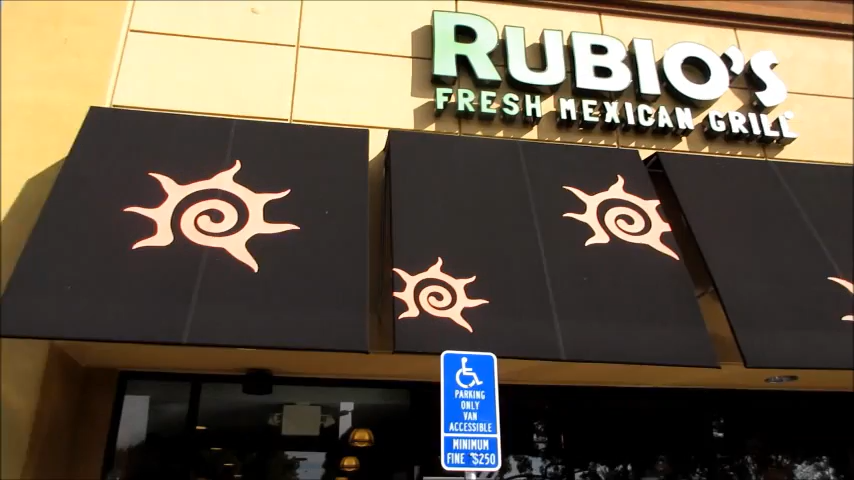 RUBIO'S
FRESH MEXICAN GRILL
PARKING
ONLY
VAN
ACCESSIBLE
MINIMUM
FINE $250